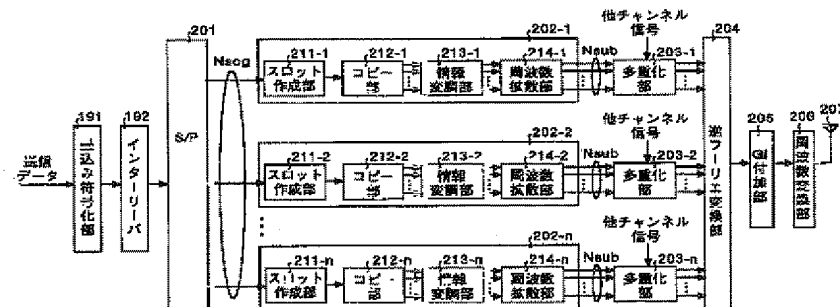 201
Nseg
191
送信
データ
畳込み符号化部
192
インターリーバ
S/P
202-1
211-1
スロット
作成部
212-1
コピー
部
213-1
情報
変調部
214-1
周波数
拡散部
Nsub
他チャンネル
信号
203-1
多重化
部
202-2
211-2
スロット
作成部
212-2
コピー
部
213-2
情報
変調部
214-2
周波数
拡散部
Nsub
他チャンネル
信号
203-2
多重化
部
202-n
211-n
スロット
作成部
212-n
コピー
部
213-n
情報
変調部
214-n
周波数
拡散部
Nsub
他チャンネル
信号
203-n
多重化
部
204
逆フーリエ変換部
205
GI付加部
206
周波数変換部
207